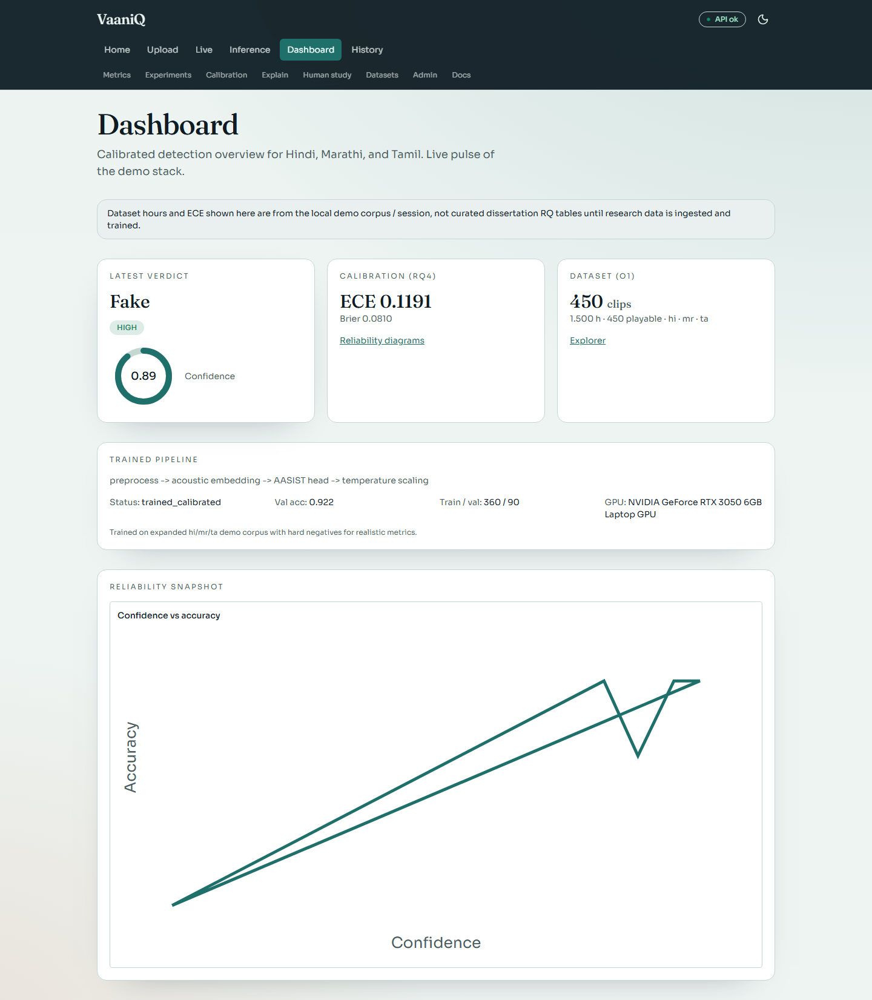 VaaniQ
API ok
Home Upload Live Inference Dashboard History
Metrics Experiments Calibration Explain Human study Datasets Admin Docs
Dashboard
Calibrated detection overview for Hindi, Marathi, and Tamil. Live pulse of
the demo stack.
Dataset hours and ECE shown here are from the local demo corpus / session, not curated dissertation RQ tables until research data is ingested and
trained.
LATEST VERDICT
Fake
HIGH
0.89
Confidence
CALIBRATION (RQ4)
ECE 0.1191
Brier 0.0810
Reliability diagrams
DATASET (O1)
450 clips
1.500 h · 450 playable · hi · mr · ta
Explorer
TRAINED PIPELINE
preprocess -> acoustic embedding -> AASIST head -> temperature scaling
Status: trained_calibrated
Val acc: 0.922
Train / val: 360 / 90
GPU: NVIDIA GeForce RTX 3050 6GB
Laptop GPU
Trained on expanded hi/mr/ta demo corpus with hard negatives for realistic metrics.
RELIABILITY SNAPSHOT
Confidence vs accuracy
Accuracy
Confidence